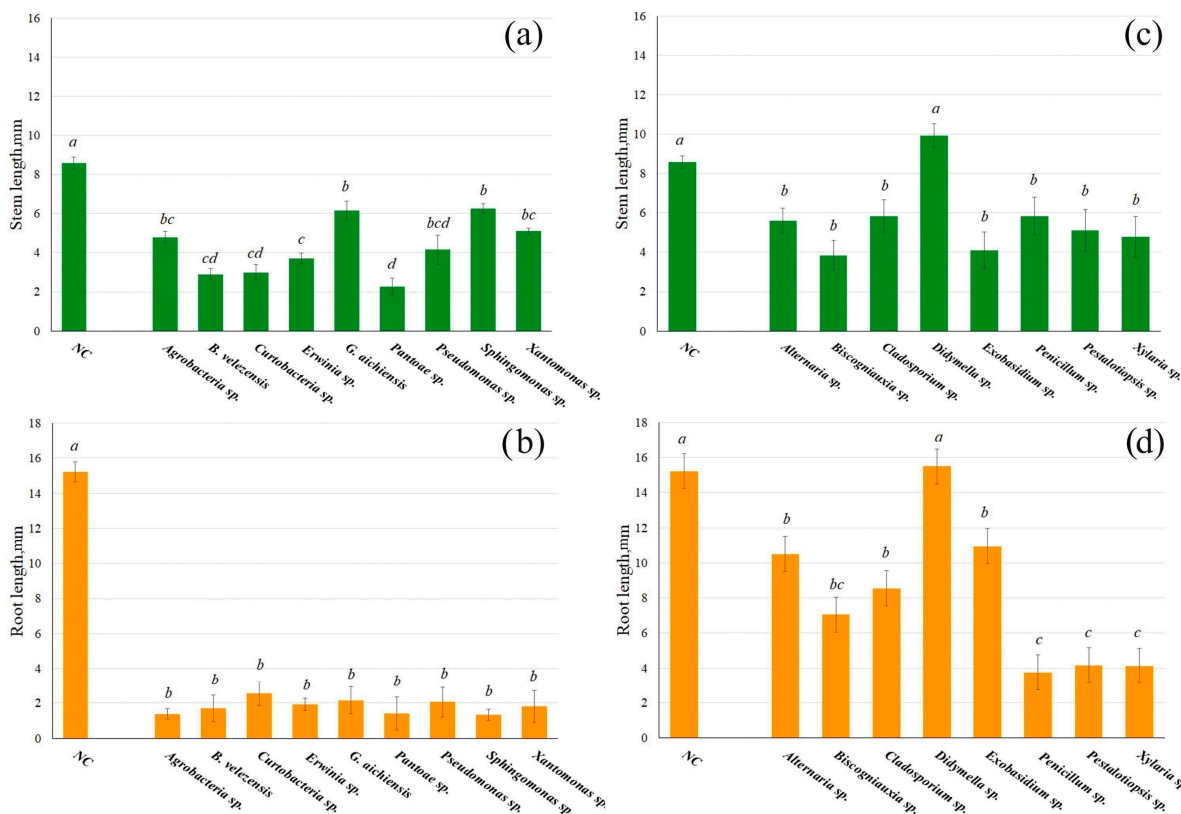 (a)
Stem length,mm
16
14
12
10
8
6
4
2
0
a
bc
cd
cd
c
b
d
bcd
b
bc
NC
Agrobacteria sp.
B. velezensis
Curtobacteria sp.
Erwinia sp.
G. aichiensis
Pantoae sp.
Pseudomonas sp.
Sphingomonas sp.
Xantomonas sp.
(c)
Stem length,mm
16
14
12
10
8
6
4
2
0
a
b
b
b
a
b
b
b
b
NC
Alternaria sp.
Biscogniauxia sp.
Cladosporium sp.
Didymella sp.
Exobasidium sp.
Penicillum sp.
Pestalotiopsis sp.
Xylaria sp.
(b)
Root length,mm
18
16
14
12
10
8
6
4
2
0
a
b
b
b
b
b
b
b
b
b
NC
Agrobacteria sp.
B. velezensis
Curtobacteria sp.
Erwinia sp.
G. aichiensis
Pantoae sp.
Pseudomonas sp.
Sphingomonas sp.
Xantomonas sp.
(d)
Root length,mm
18
16
14
12
10
8
6
4
2
0
a
b
bc
b
a
b
c
c
c
NC
Alternaria sp.
Biscogniauxia sp.
Cladosporium sp.
Didymella sp.
Exobasidium sp.
Penicillum sp.
Pestalotiopsis sp.
Xylaria sp.